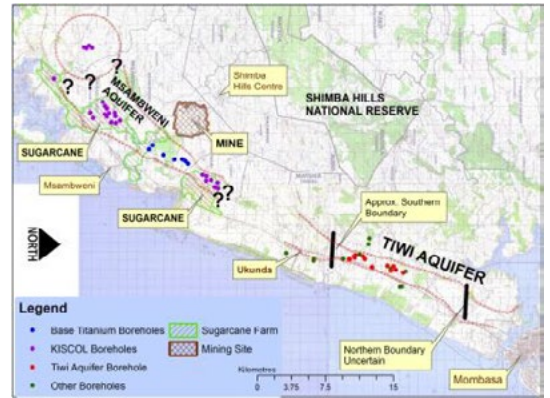 ?
?
?
MSAMBWENI
AQUIFER
Shimba
Hills Centre
SHIMBA HILLS
NATIONAL RESERVE
MINE
SUGARCANE
Msambweni
SUGARCANE
?
?
Approx. Southern
Boundary
TIWI AQUIFER
NORTH
Ukunda
Northern Boundary
Uncertain
Mombasa
Legend
Base Titanium Boreholes
KISCOL Boreholes
Tiwi Aquifer Borehole
Other Boreholes
Sugarcane Farm
Mining Site
Kilometres
0 3.75 7.5 15